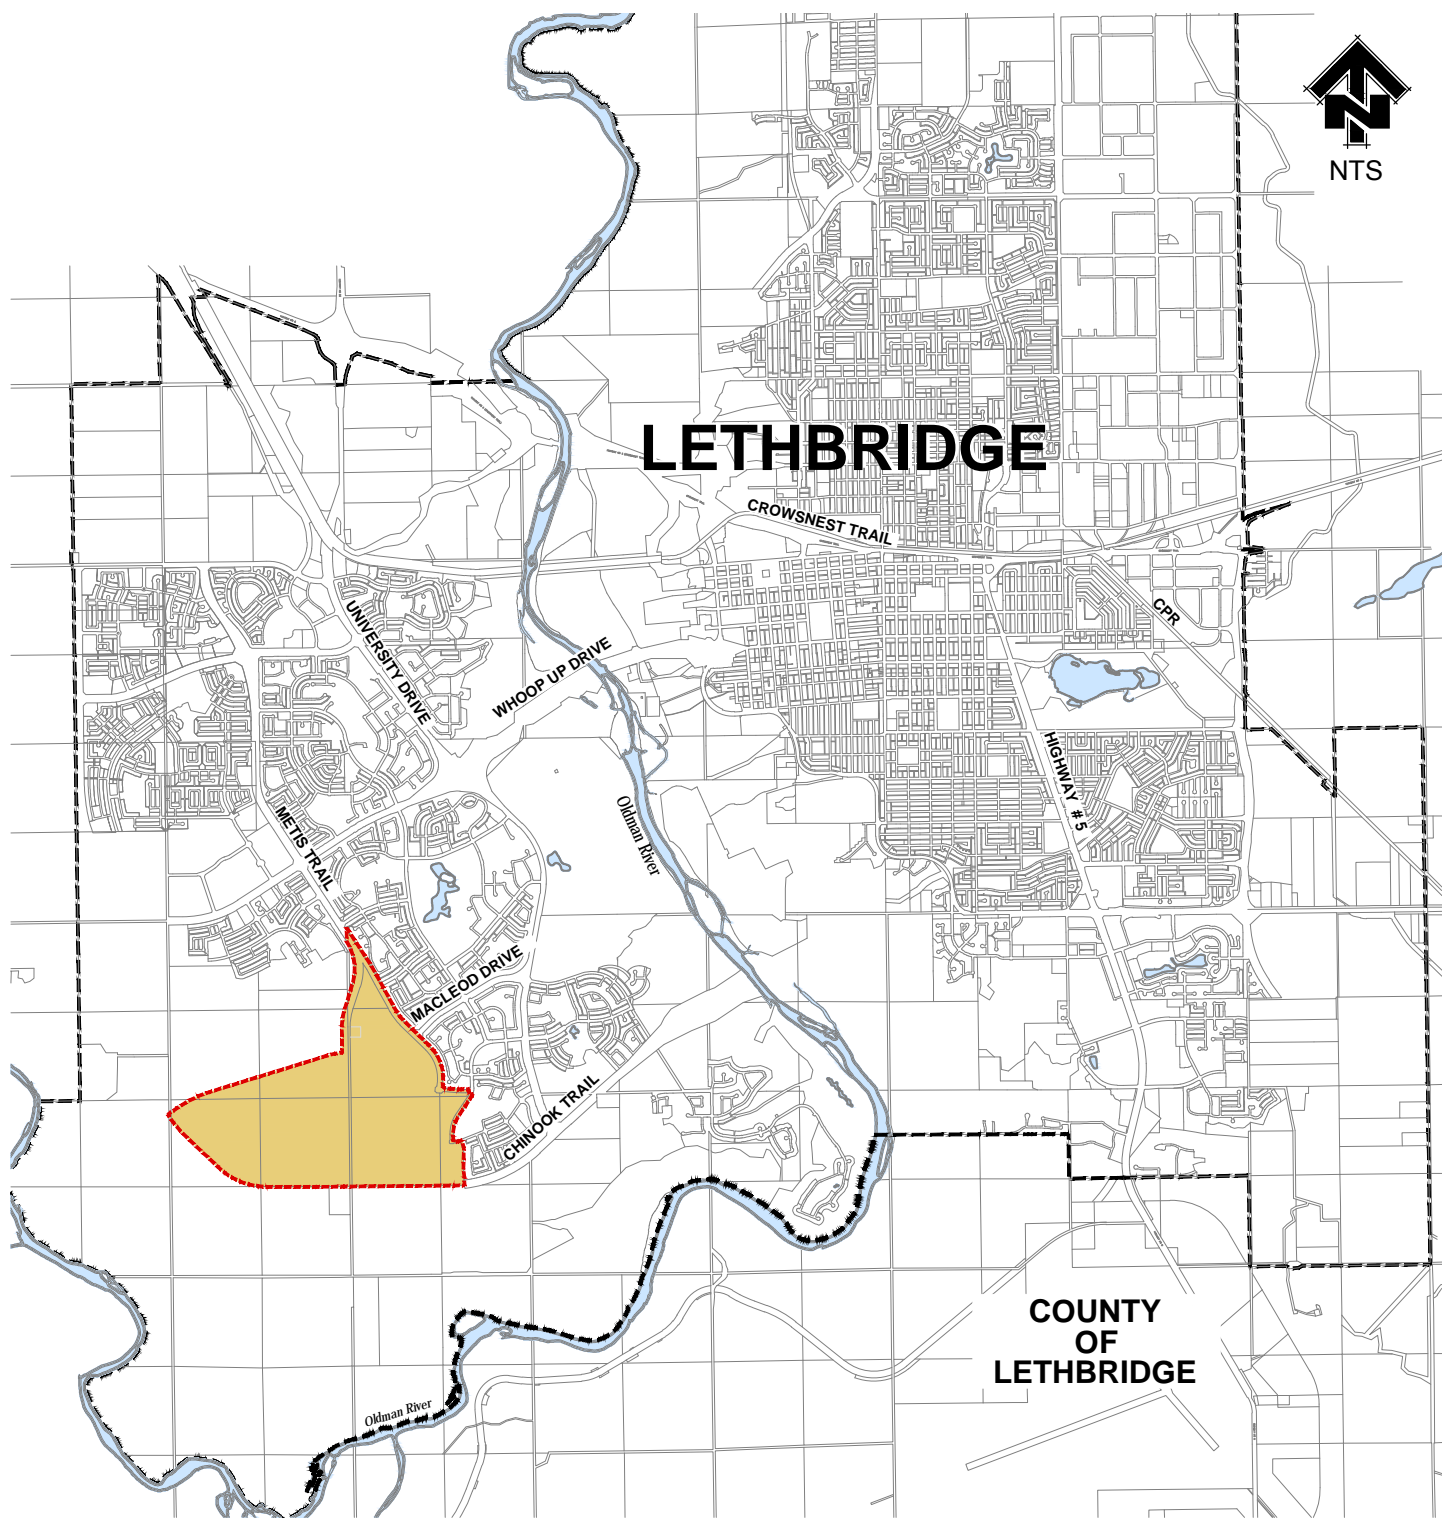 N
NTS
LETHBRIDGE
CROWSNEST TRAIL
CPR
UNIVERSITY DRIVE
WHOOP UP DRIVE
HIGHWAY #5
METIS TRAIL
Oldman River
MACLEOD DRIVE
CHINOOK TRAIL
COUNTY
OF
LETHBRIDGE
Oldman River